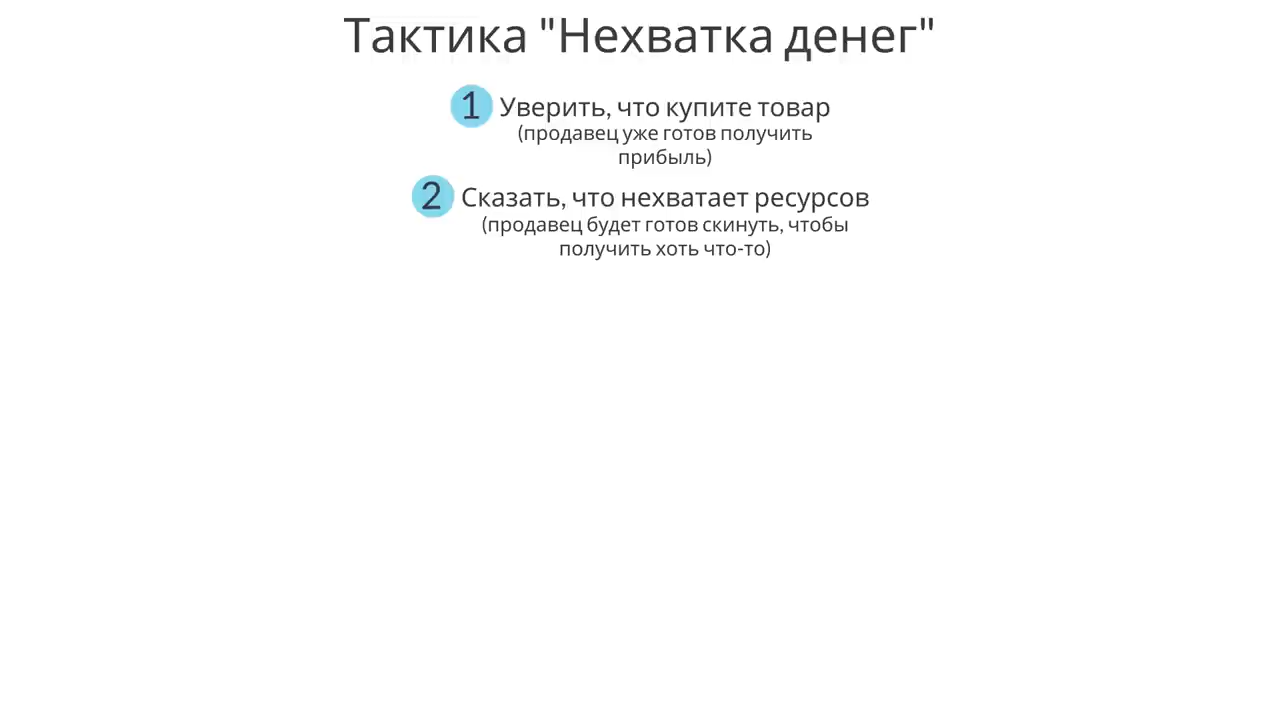 Тактика "Нехватка денег"
1 Уверить, что купите товар
(продавец уже готов получить
прибыль)
2 Сказать, что нехватает ресурсов
(продавец будет готов скинуть, чтобы
получить хоть что-то)